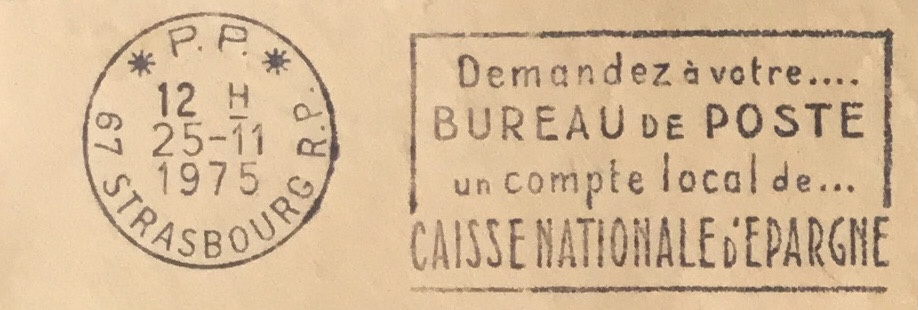 * P. P. *
12 H
25-11
1975
67 STRASBOURG R.P.
Demandez à votre....
BUREAU DE POSTE
un compte local de...
CAISSE NATIONALE D'EPARGNE